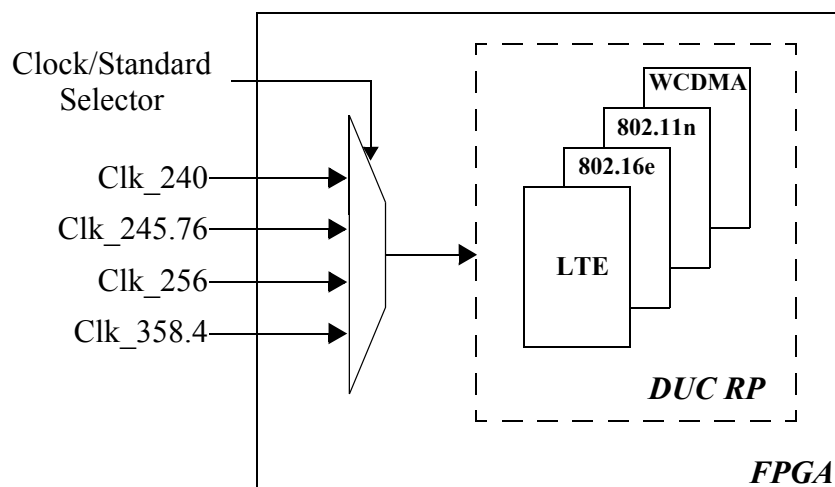 Clock/Standard
Selector
Clk_240
Clk_245.76
Clk_256
Clk_358.4
WCDMA
802.11n
802.16e
LTE
DUC RP
FPGA